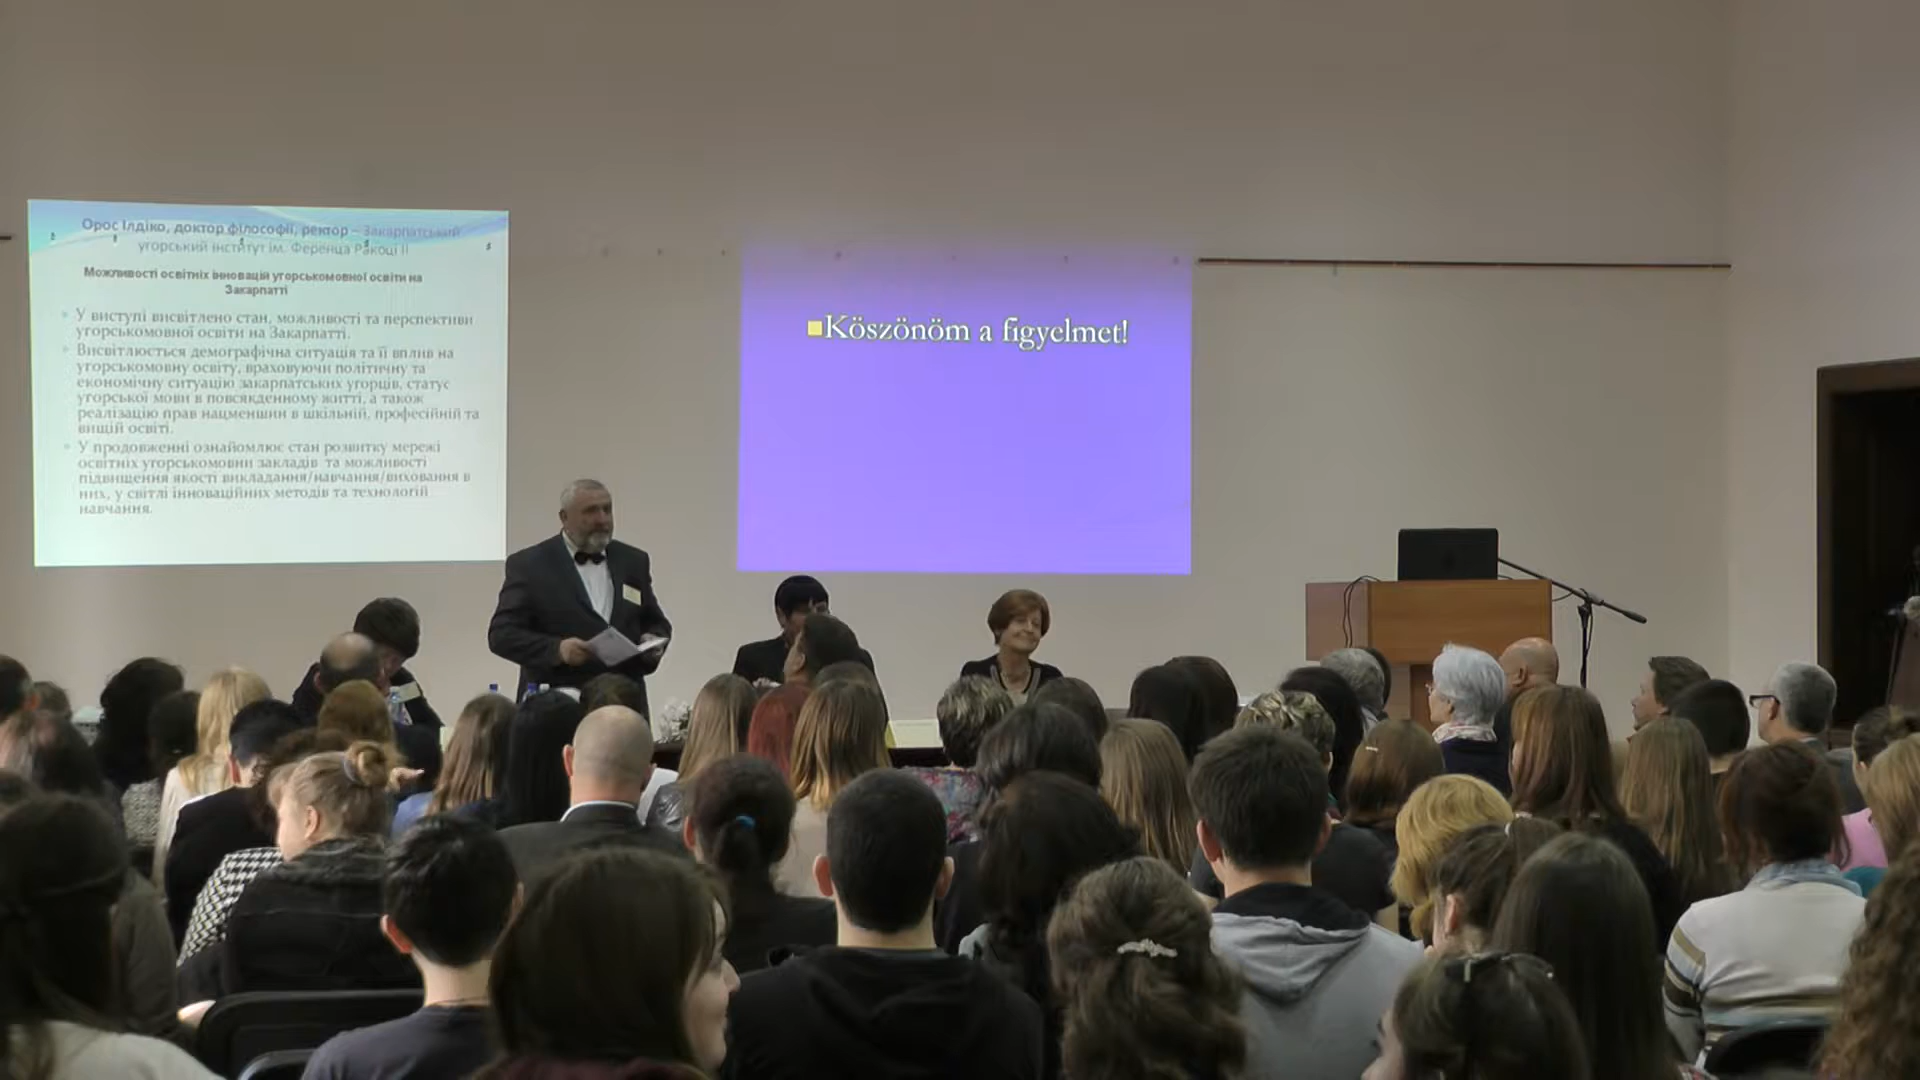 Орос Ілдіко, доктор філософії, ректор – Закарпатський
угорський інститут ім. Ференца Ракоці ІІ
Можливості освітніх інновацій угорськомовної освіти на
Закарпатті
У виступі висвітлено стан, можливості та перспективи
угорськомовної освіти на Закарпатті.
Висвітлюється демографічна ситуація та її вплив на
угорськомовну освіту, враховуючи політичну та
економічну ситуацію закарпатських угорців, статус
угорської мови в повсякденному житті, а також
реалізацію прав нацменшин в шкільній, професійній та
вищій освіті.
У продовженні ознайомлює стан розвитку мережі
освітніх угорськомовни закладів та можливості
підвищення якості викладання/навчання/виховання в
них, у світлі інноваційних методів та технологій
навчання.
Köszönöm a figyelmet!